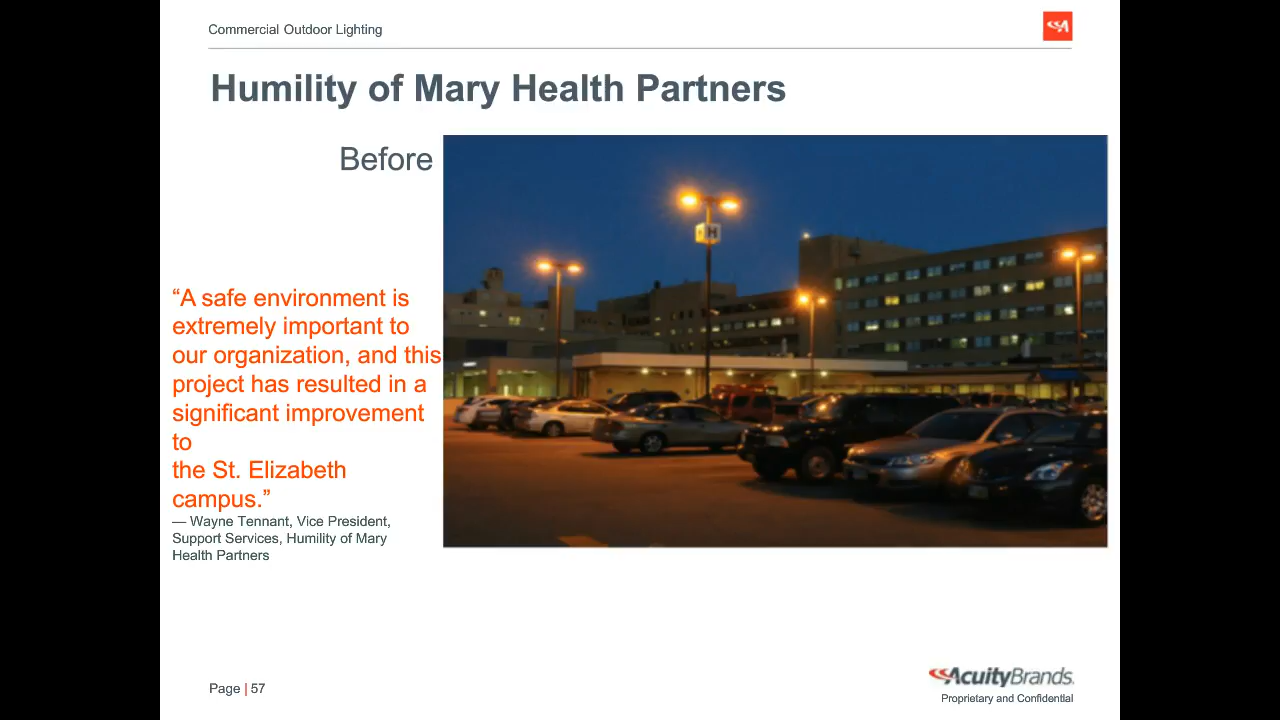 Commercial Outdoor Lighting
Humility of Mary Health Partners
Before
H
“A safe environment is
extremely important to
our organization, and this
project has resulted in a
significant improvement
to
the St. Elizabeth
campus.”
— Wayne Tennant, Vice President,
Support Services, Humility of Mary
Health Partners
Page | 57
AcuityBrands.
Proprietary and Confidential